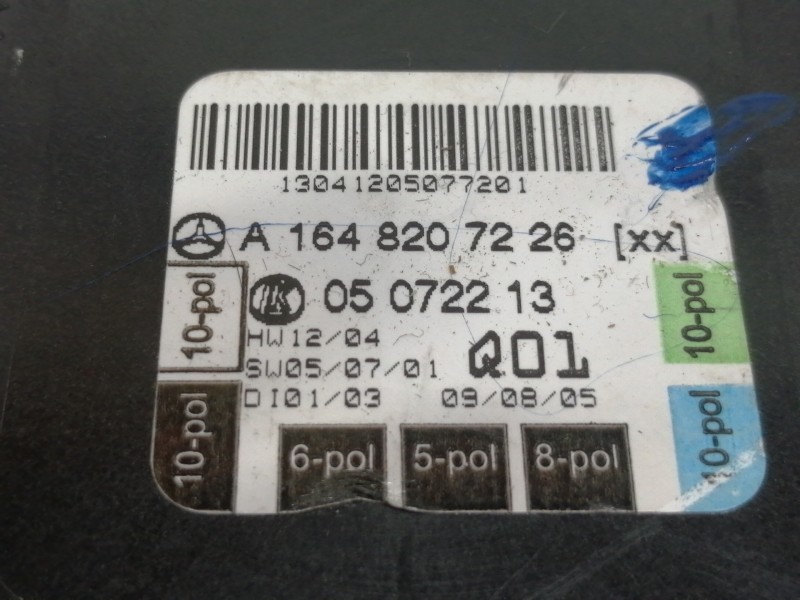 13041205077201
A 164 820 72 26 [xx]
05 0722 13
HW12/04
SW05/07/01 Q01
DI01/03 09/08/05
10-pol
10-pol
6-pol 5-pol 8-pol
10-pol
10-pol